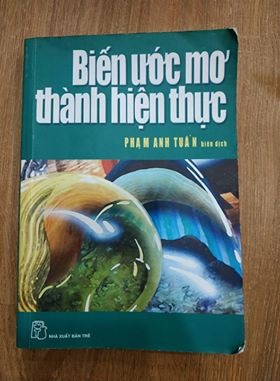 Biến ước mơ
thành hiện thực
PHẠM ANH TUẤN biên dịch
NHÀ XUẤT BẢN TRẺ